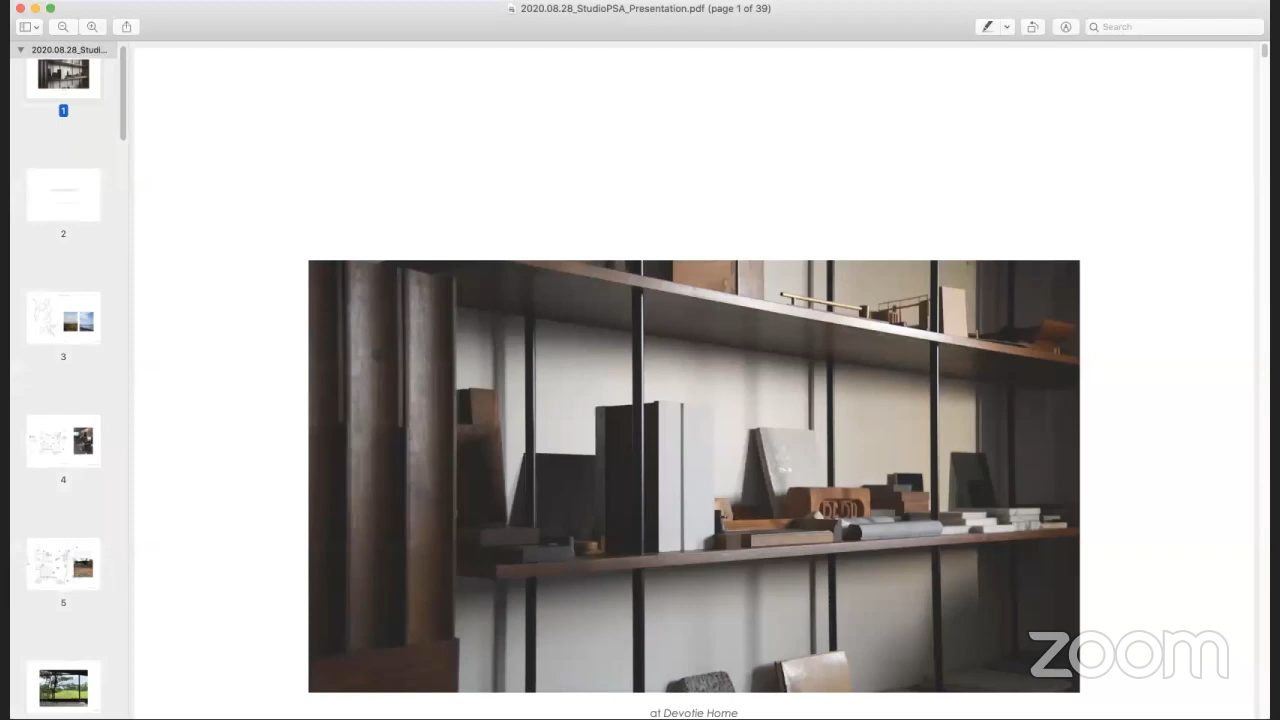 2020.08.28_StudioPSA_Presentation.pdf (page 1 of 39)
Search
2020.08.28_Studi...
1
2
3
4
5
at Devotie Home
zoom